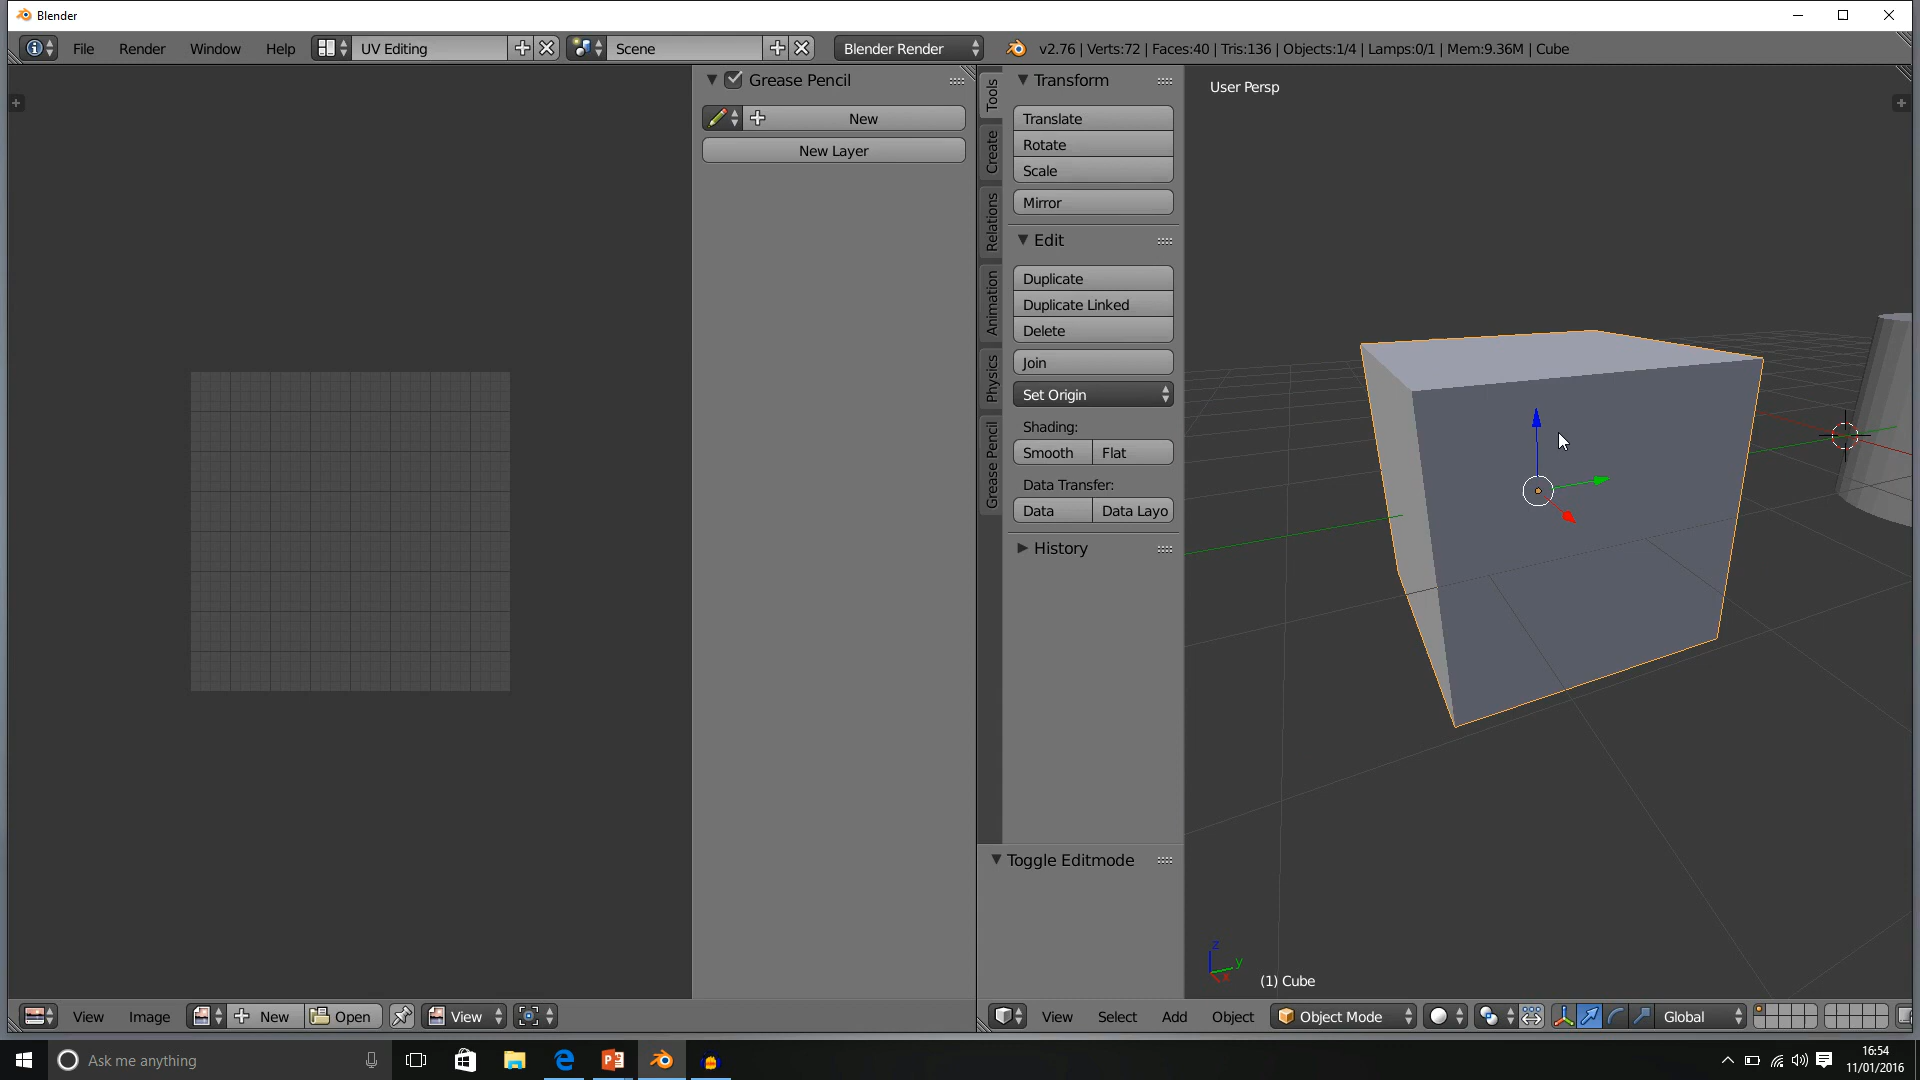 Blender
File Render Window Help UV Editing Scene Blender Render v2.76 | Verts:72 | Faces:40 | Tris:136 | Objects:1/4 | Lamps:0/1 | Mem:9.36M | Cube
Grease Pencil
New
New Layer
Tools
Create
Relations
Animation
Physics
Grease Pencil
Transform
Translate
Rotate
Scale
Mirror
Edit
Duplicate
Duplicate Linked
Delete
Join
Set Origin
Shading:
Smooth Flat
Data Transfer:
Data Data Layo
History
Toggle Editmode
User Persp
z
y
x
(1) Cube
View Image New Open View
View Select Add Object Object Mode Global
Ask me anything
16:54
11/01/2016